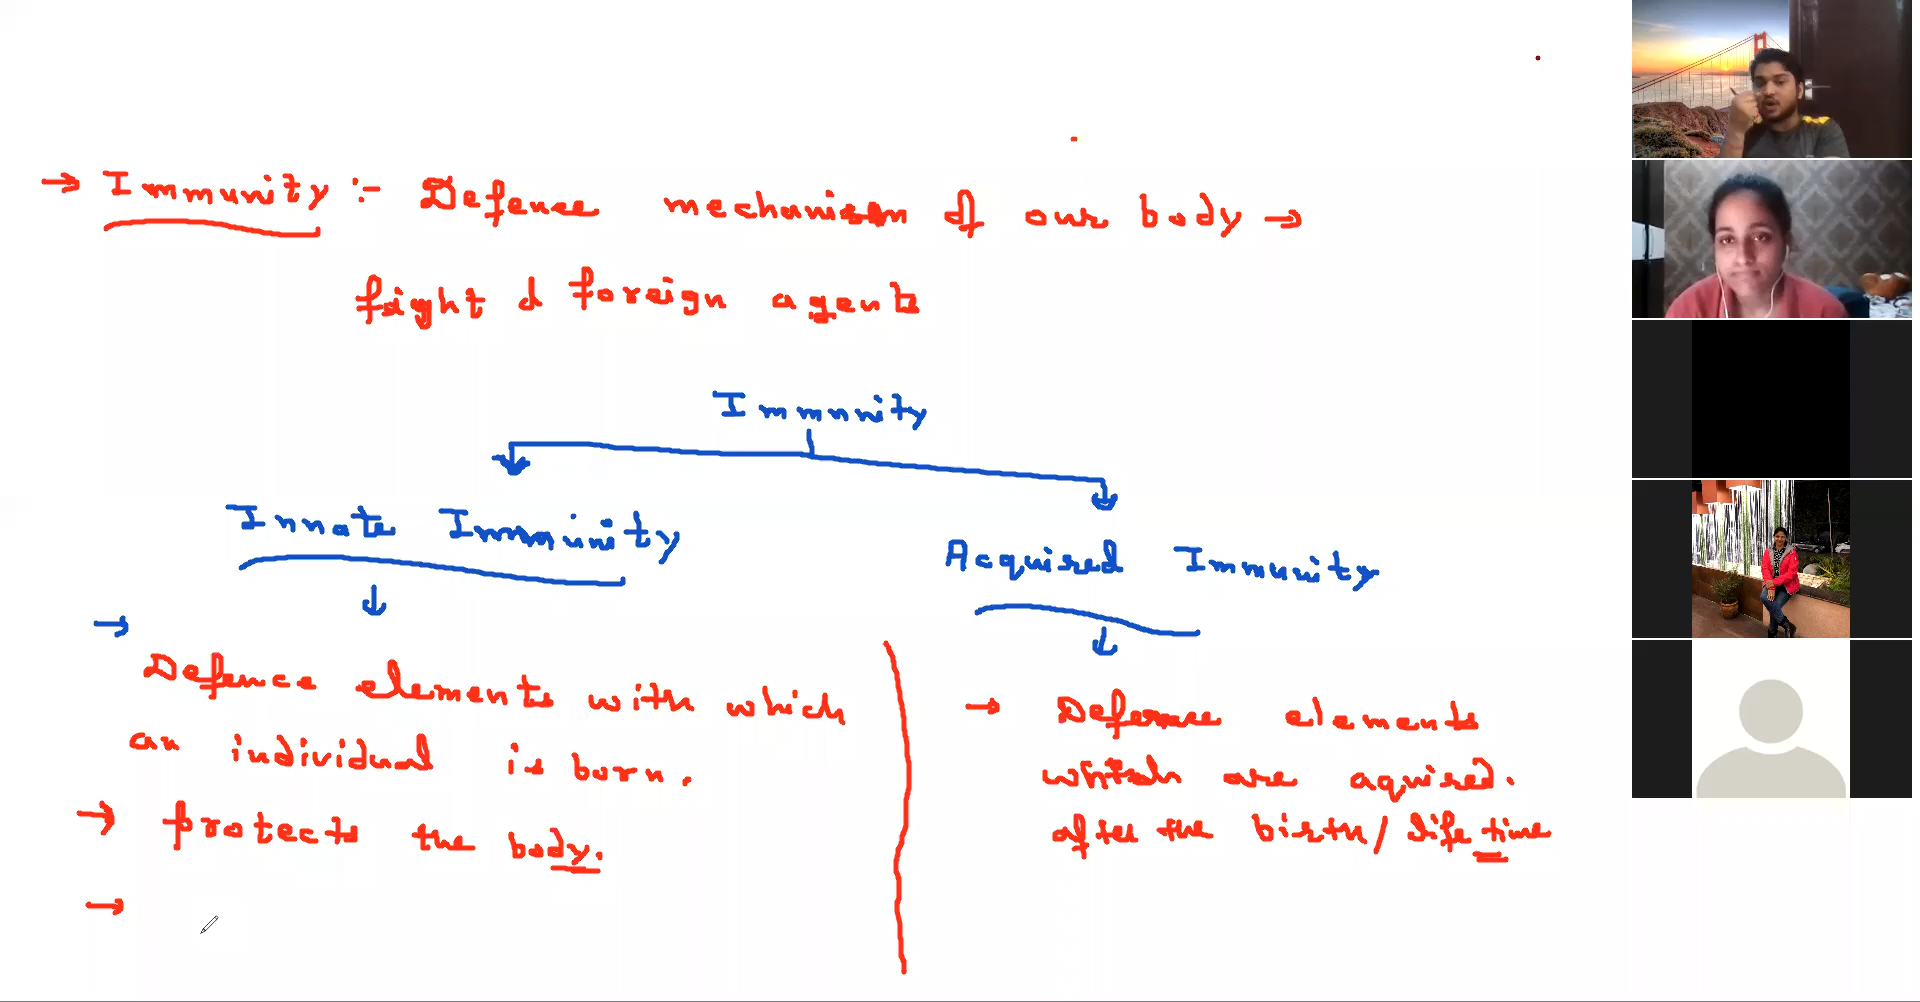 → Immunity :- Defence mechanism of our body →
fight d foreign agents
Immunity
Innate Immunity
Acquired Immunity
→ Defence elements with which
an individual is born.
→ protects the body.
→
→ Defence elements
which are aquired.
after the birth/ life time